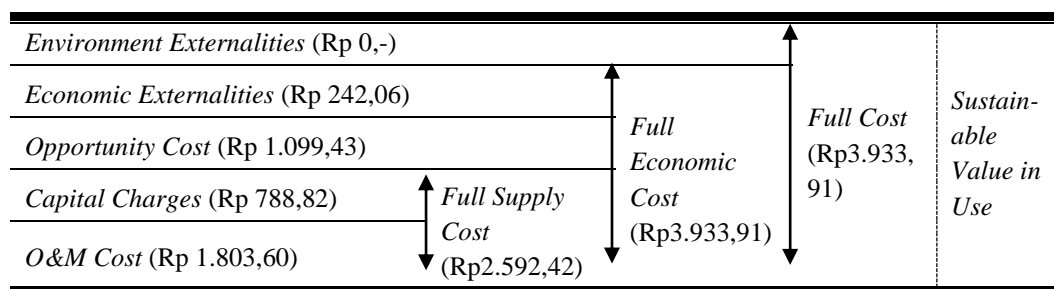 Environment Externalities (Rp 0,-)
Economic Externalities (Rp 242,06)
Opportunity Cost (Rp 1.099,43)
Capital Charges (Rp 788,82)
O&M Cost (Rp 1.803,60)
Full Supply
Cost
(Rp2.592,42)
Full
Economic
Cost
(Rp3.933,91)
Full Cost
(Rp3.933,
91)
Sustain-
able
Value in
Use